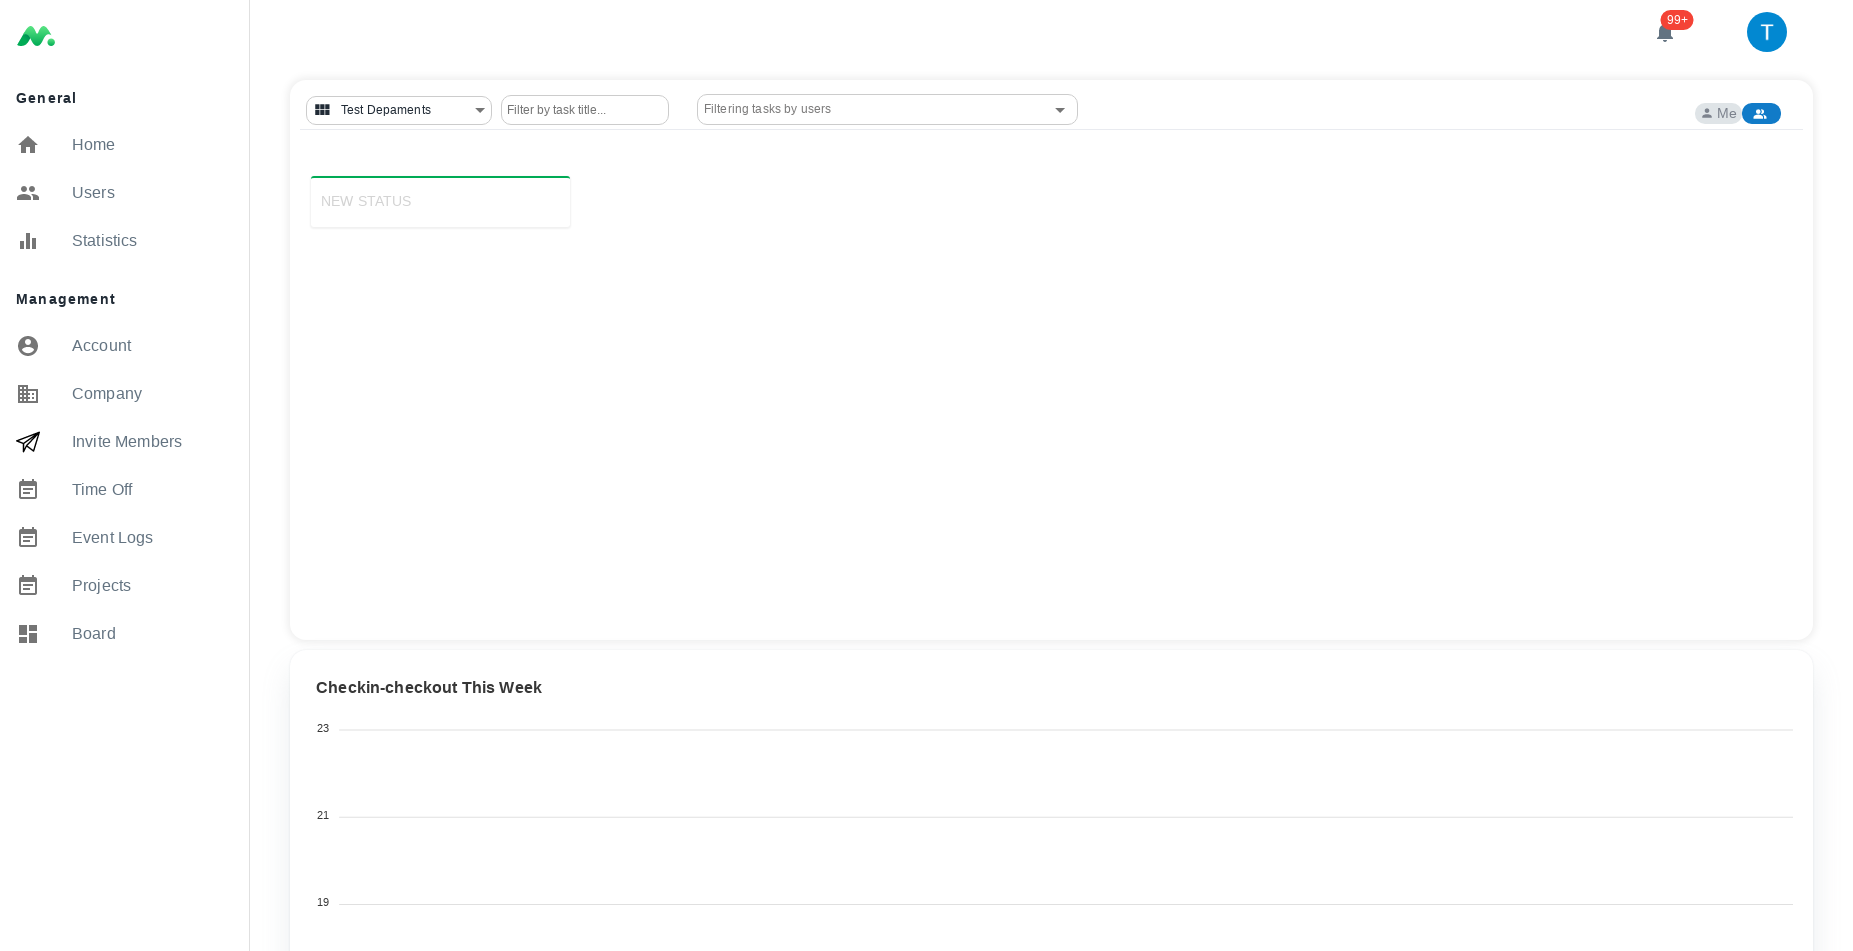 99+
T
General
Home
Users
Statistics
Management
Account
Company
Invite Members
Time Off
Event Logs
Projects
Board
Test Depaments
Filter by task title...
Filtering tasks by users
Me
NEW STATUS
Checkin-checkout This Week
23
21
19